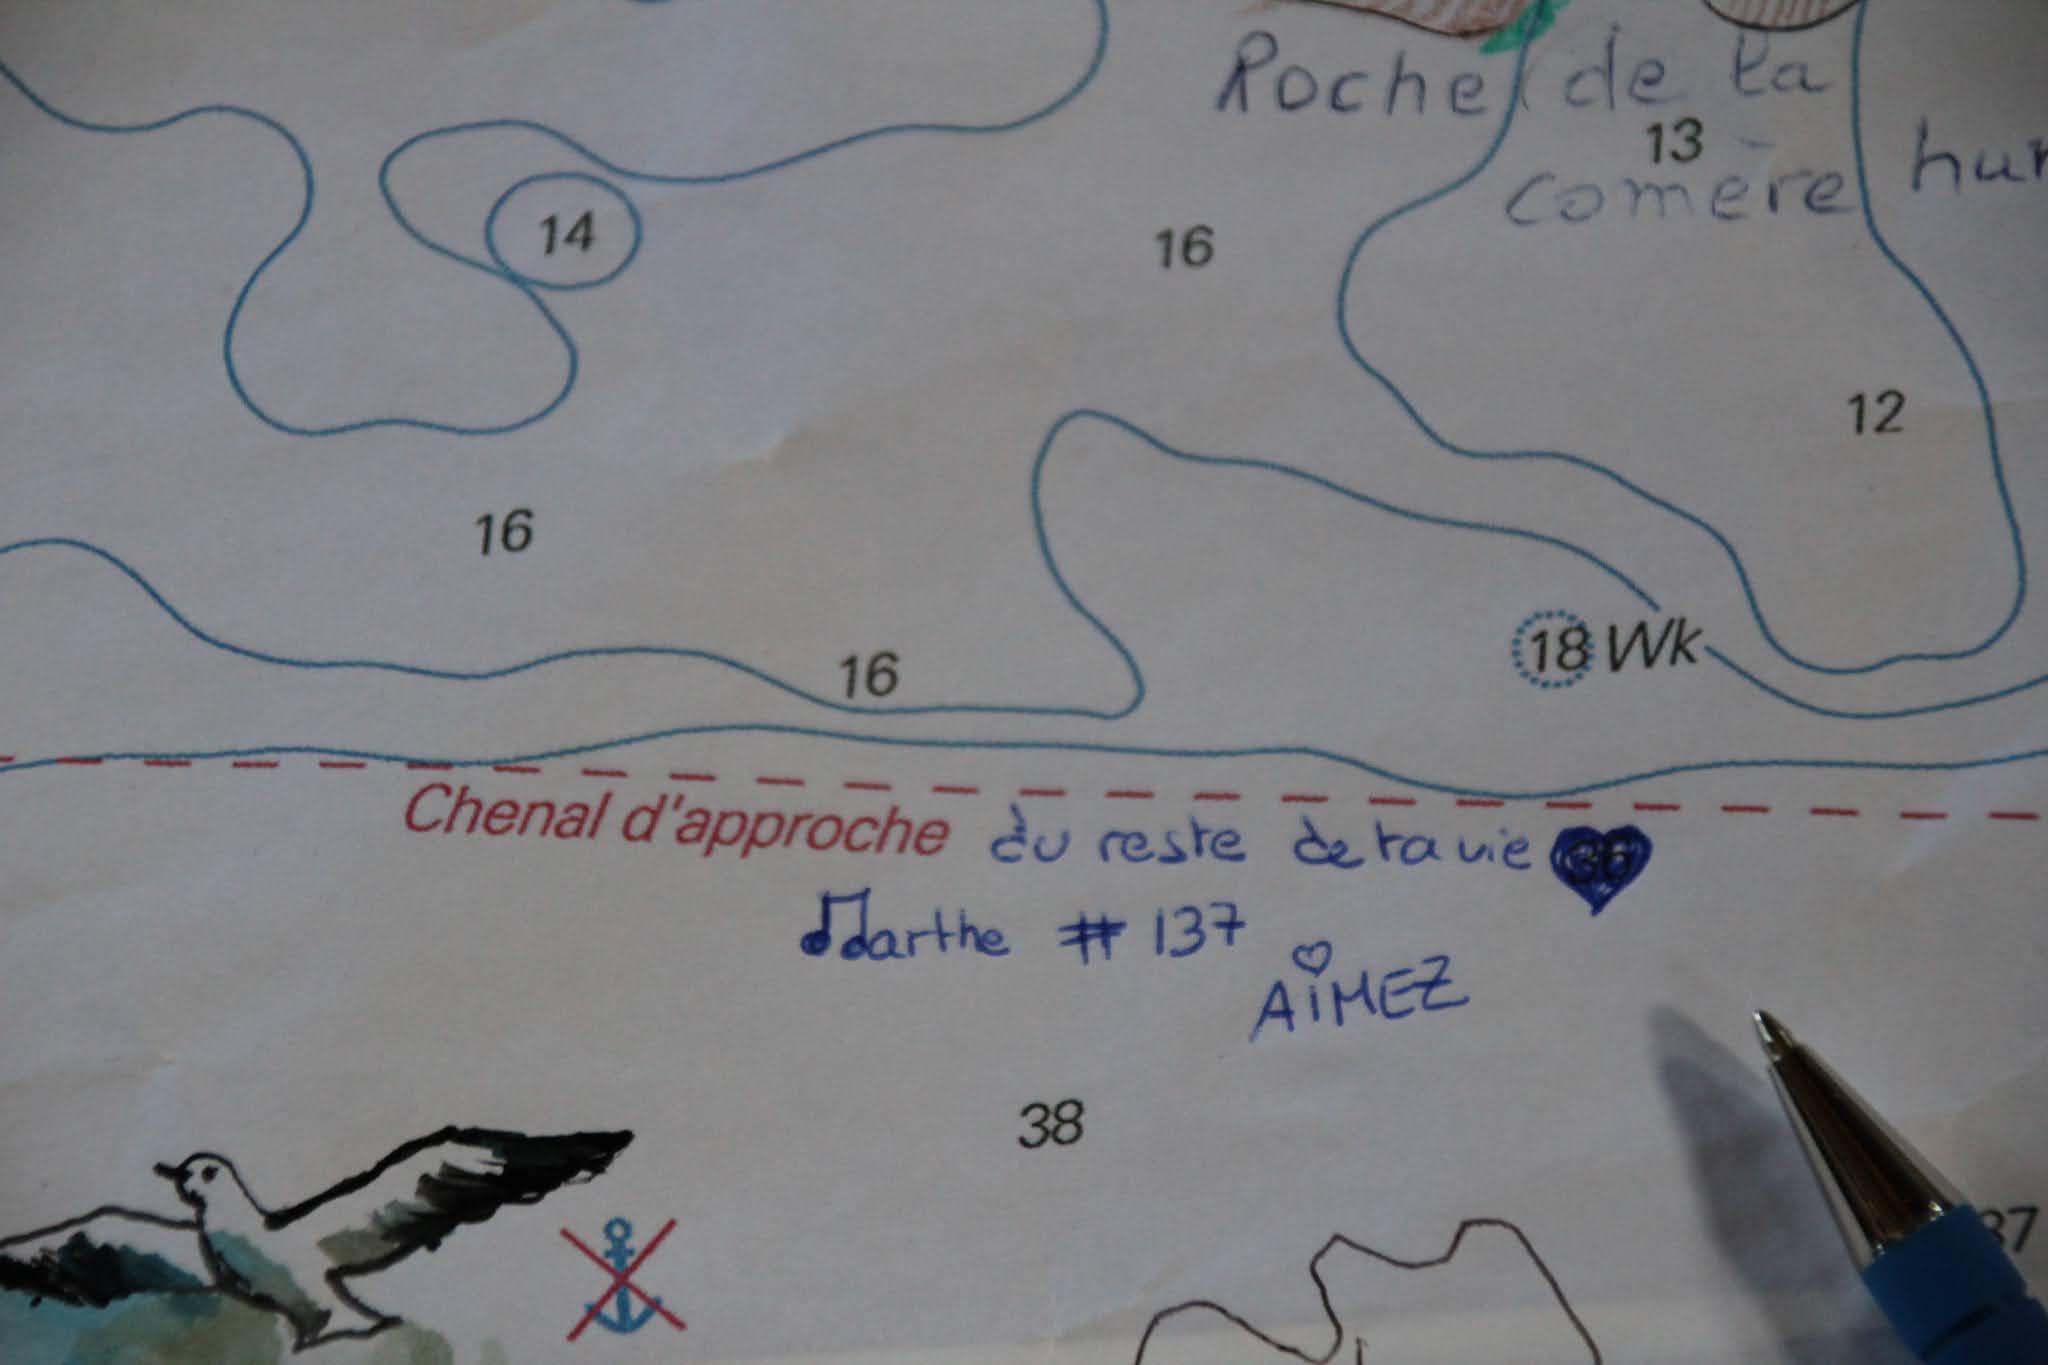 Roche de la
13
comère
14
16
12
16
18 Wk
16
Chenal d'approche du reste de ta vie
36
Marthe # 137
AiMEZ
38
37